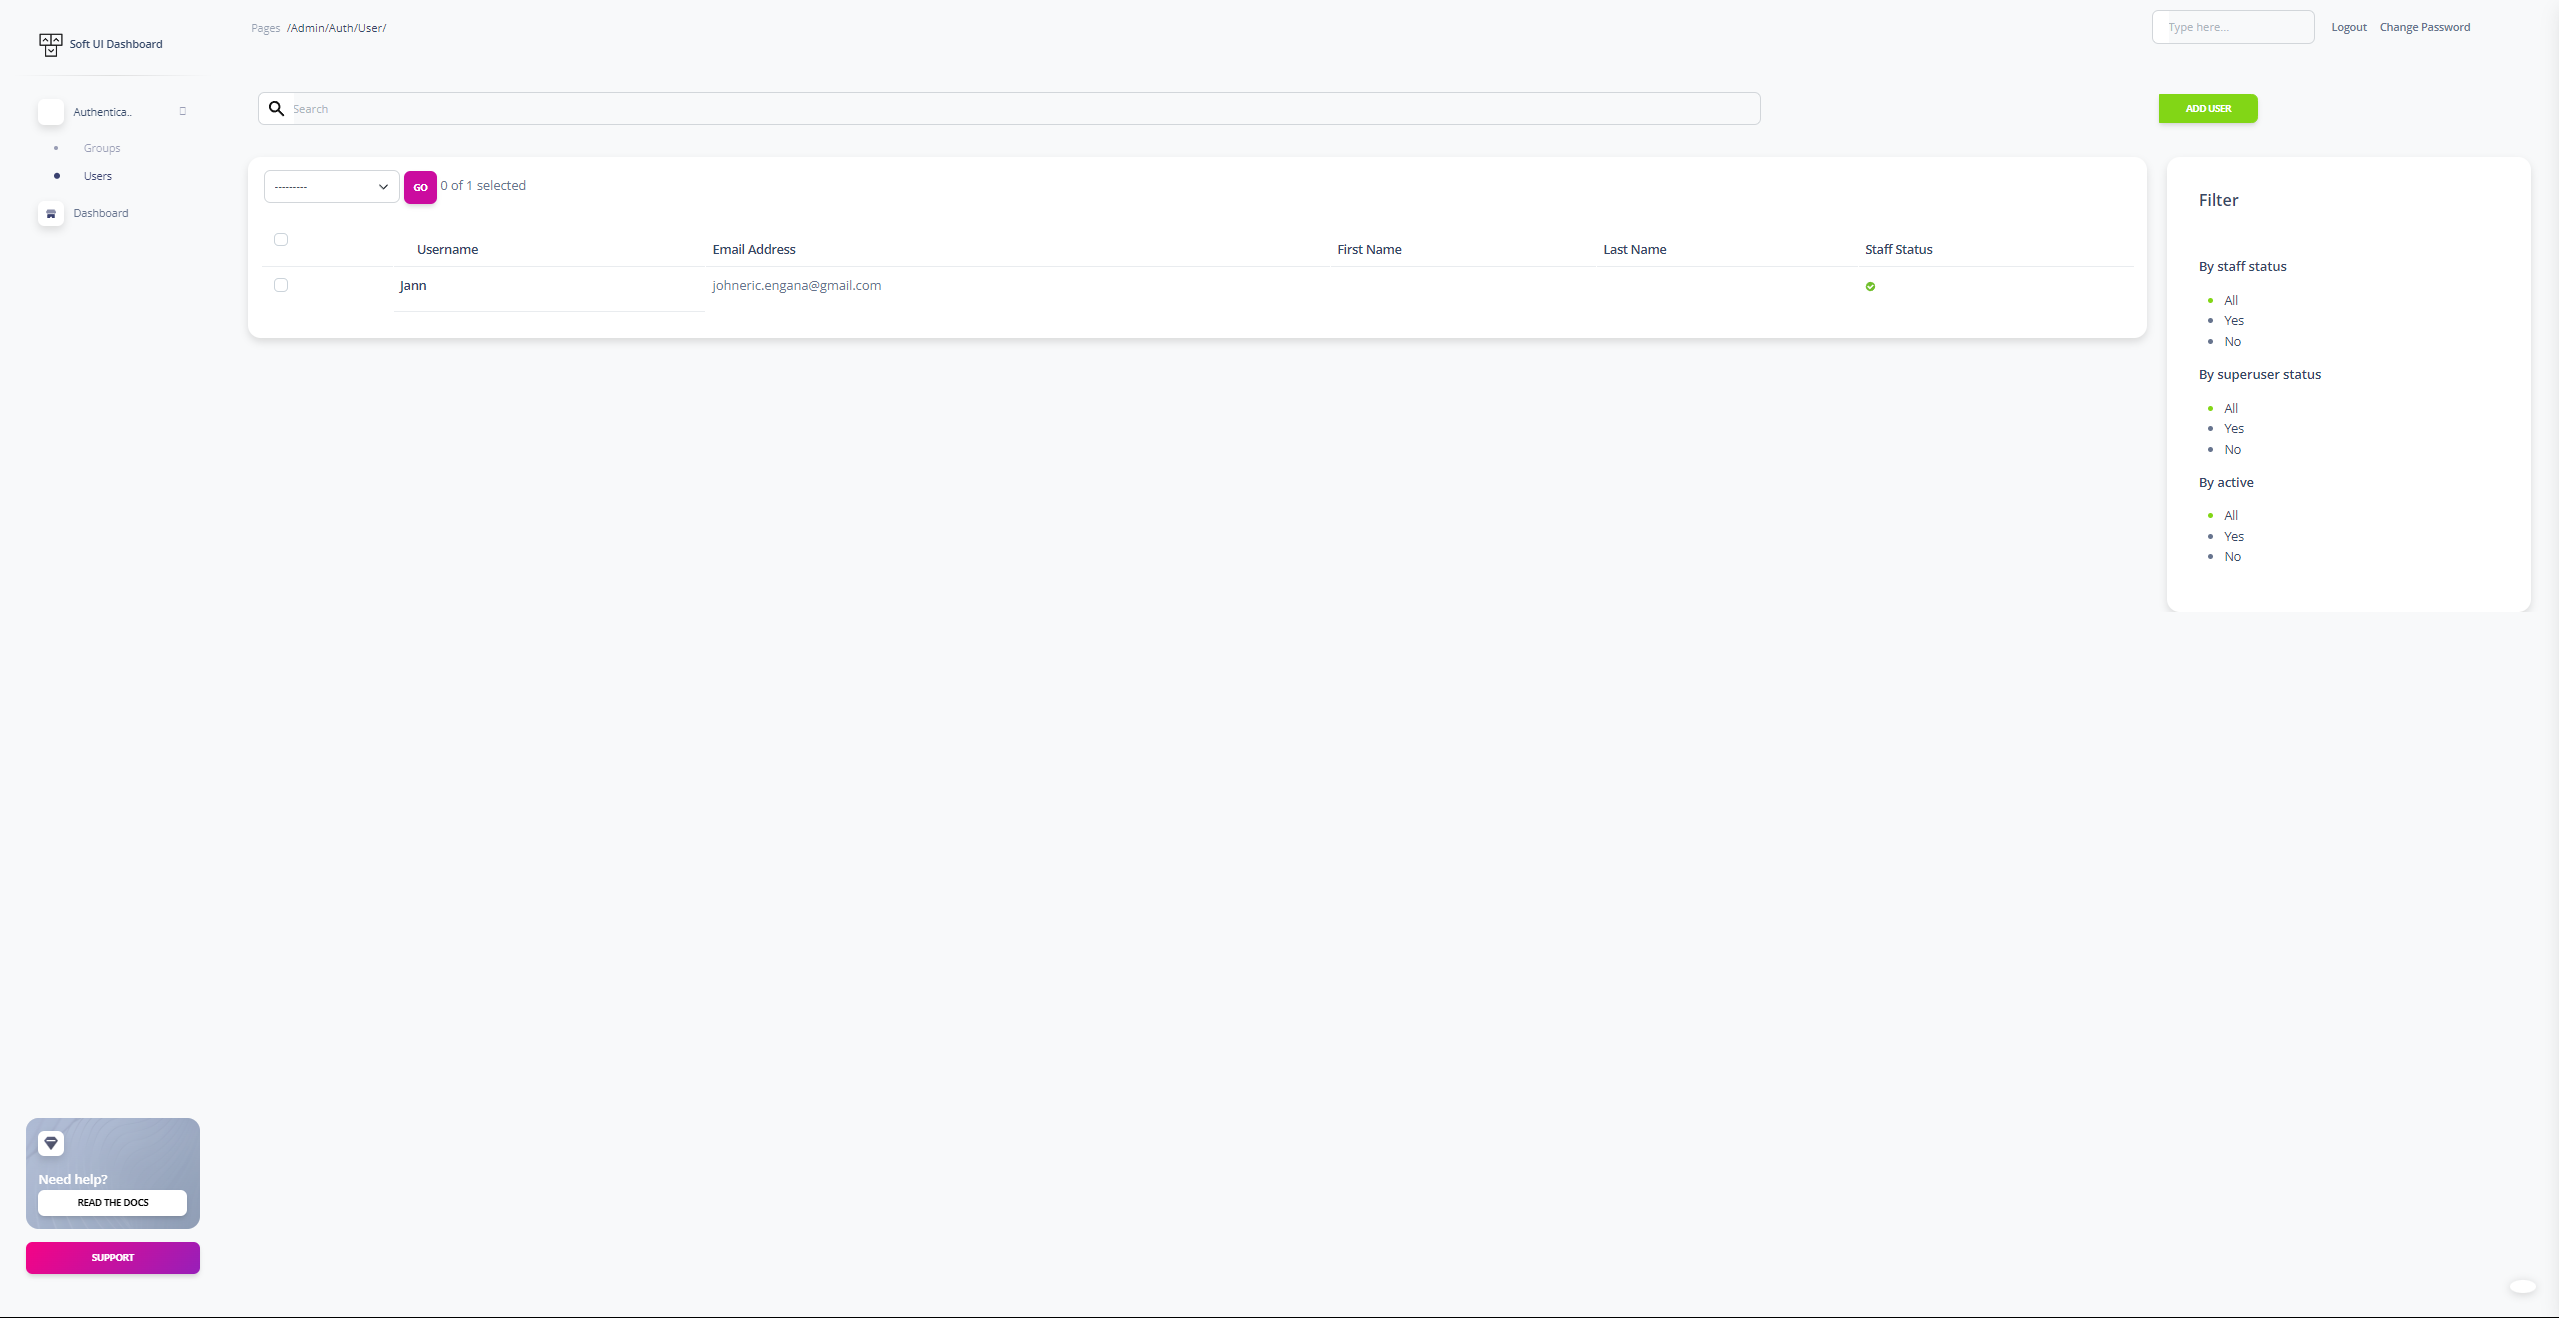 Soft UI Dashboard
Authentica..
Groups
Users
Dashboard
Need help?
READ THE DOCS
SUPPORT
Pages /Admin/Auth/User/
Type here...
Logout
Change Password
Search
ADD USER
---------
GO
0 of 1 selected
Username Email Address First Name Last Name Staff Status
Jann johneric.engana@gmail.com
Filter
By staff status
All
Yes
No
By superuser status
All
Yes
No
By active
All
Yes
No